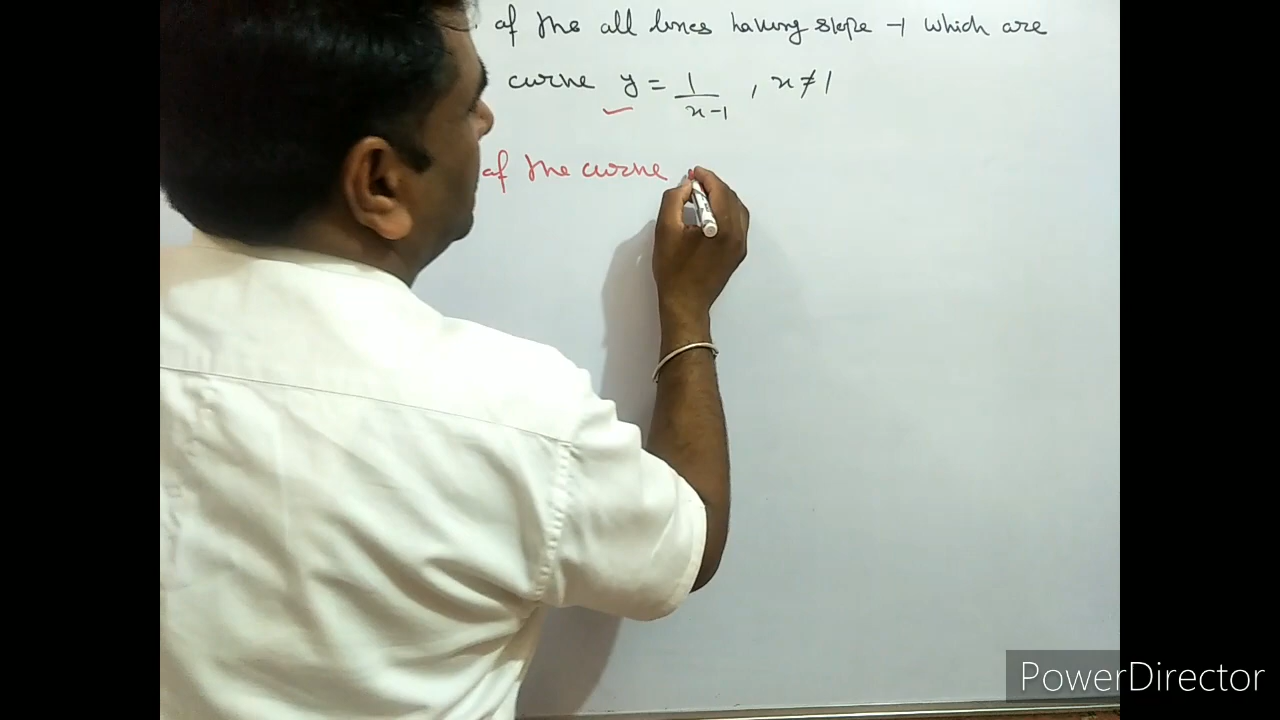 of the all lines having slope -1 which are
curve y = 1/(x-1) , x ≠ 1
of the curve
PowerDirector